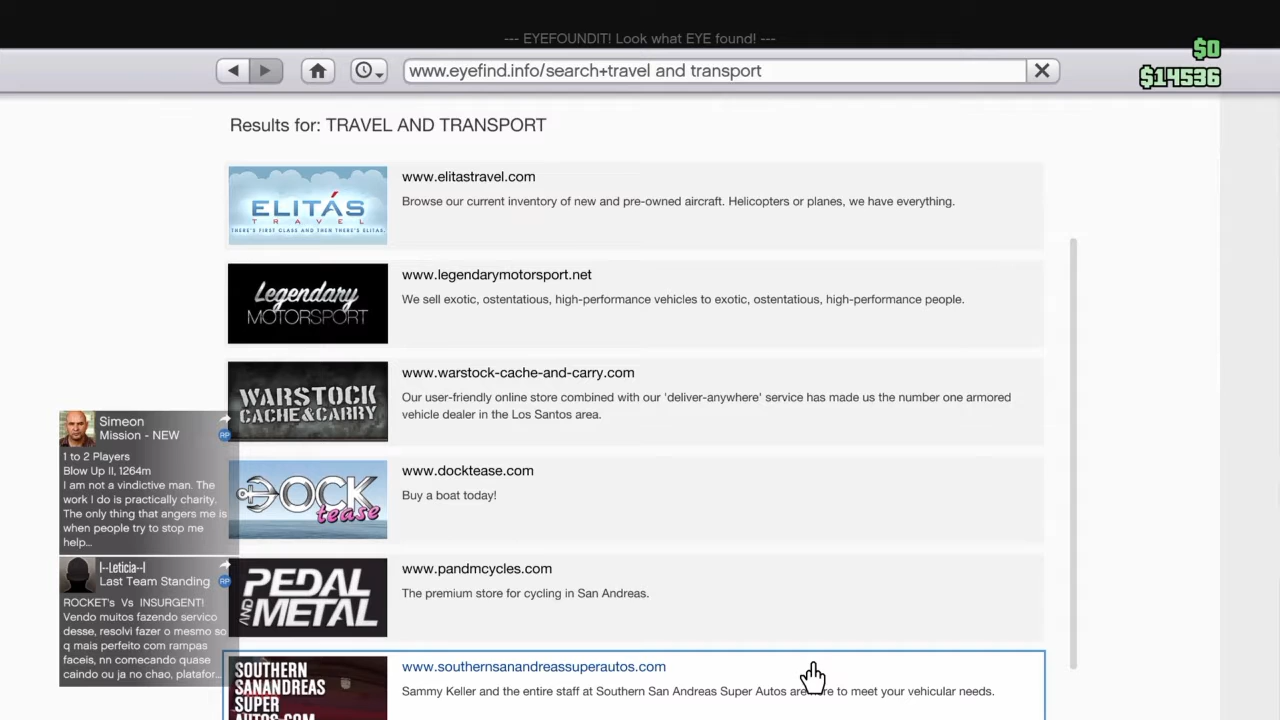 --- EYEFOUNDIT! Look what EYE found! ---
$0
www.eyefind.info/search+travel and transport
$14536
Results for: TRAVEL AND TRANSPORT
ELITÁS
TRAVEL
THERE'S FIRST CLASS AND THEN THERE'S ELITAS.
www.elitastravel.com
Browse our current inventory of new and pre-owned aircraft. Helicopters or planes, we have everything.
Legendary
MOTORSPORT
www.legendarymotorsport.net
We sell exotic, ostentatious, high-performance vehicles to exotic, ostentatious, high-performance people.
WARSTOCK
CACHE&CARRY
www.warstock-cache-and-carry.com
Our user-friendly online store combined with our 'deliver-anywhere' service has made us the number one armored
vehicle dealer in the Los Santos area.
DOCK
tease
www.docktease.com
Buy a boat today!
PEDAL
AND METAL
www.pandmcycles.com
The premium store for cycling in San Andreas.
SOUTHERN
SANANDREAS
SUPER
AUTOS.COM
www.southernsanandreassuperautos.com
Sammy Keller and the entire staff at Southern San Andreas Super Autos are to meet your vehicular needs.
Simeon
Mission - NEW
RP
1 to 2 Players
Blow Up II, 1264m
I am not a vindictive man. The
work I do is practically charity.
The only thing that angers me is
when people try to stop me
help...
l--Leticia--l
Last Team Standing
RP
ROCKET's Vs INSURGENT!
Vendo muitos fazendo servico
desse, resolvi fazer o mesmo so
q mais perfeito com rampas
faceis, nn comecando quase
caindo ou ja no chao, platafor...